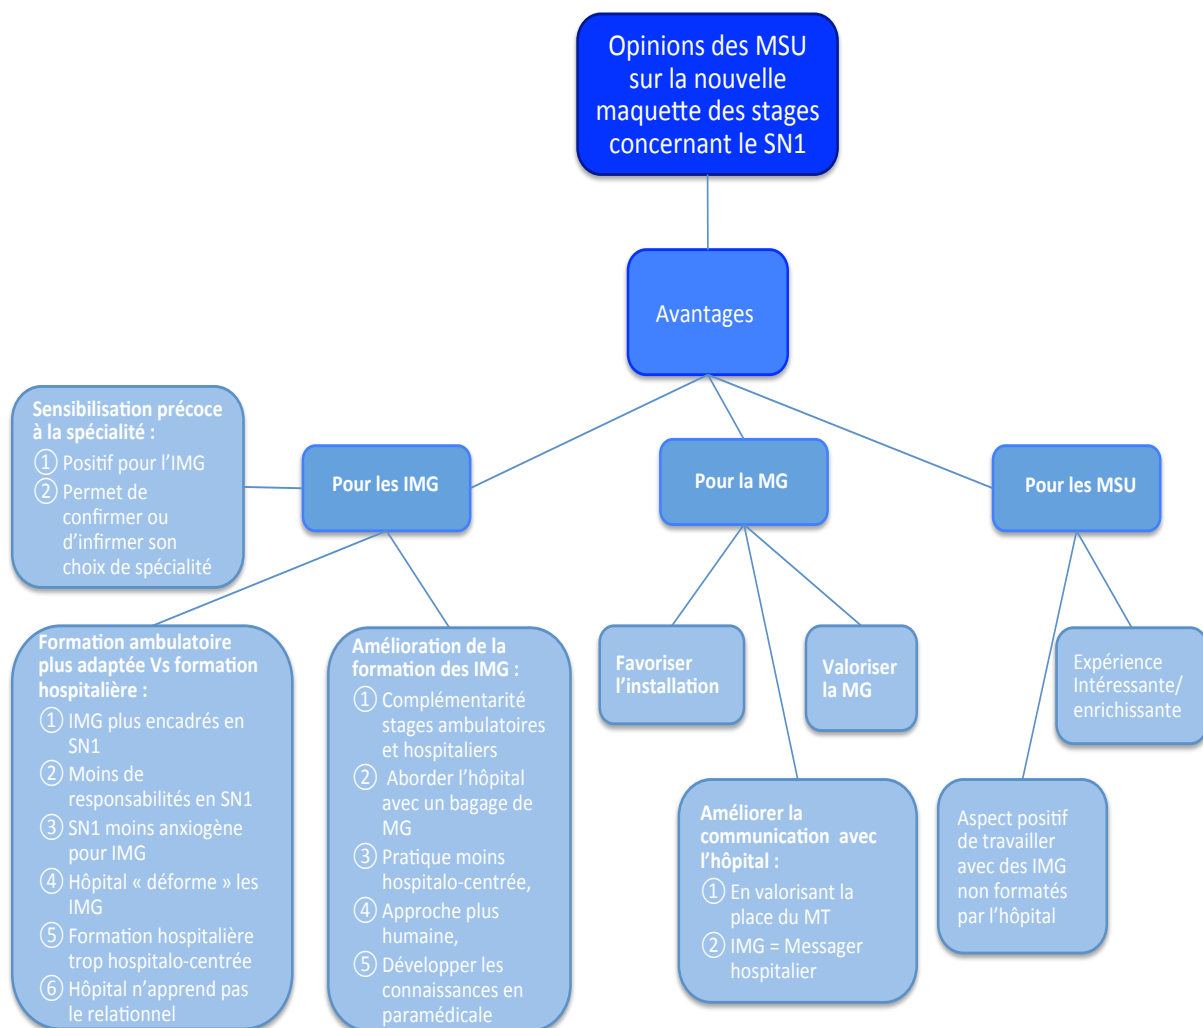 Opinions des MSU
sur la nouvelle
maquette des stages
concernant le SN1
Avantages
Sensibilisation précoce
à la spécialité :
① Positif pour l'IMG
② Permet de
confirmer ou
d'infirmer son
choix de spécialité
Pour les IMG
Pour la MG
Pour les MSU
Formation ambulatoire
plus adaptée Vs formation
hospitalière :
① IMG plus encadrés en
SN1
② Moins de
responsabilités en SN1
③ SN1 moins anxiogène
pour IMG
④ Hôpital « déforme » les
IMG
⑤ Formation hospitalière
trop hospitalo-centrée
⑥ Hôpital n'apprend pas
le relationnel
Amélioration de la
formation des IMG :
① Complémentarité
stages ambulatoires
et hospitaliers
② Aborder l'hôpital
avec un bagage de
MG
③ Pratique moins
hospitalo-centrée,
④ Approche plus
humaine,
⑤ Développer les
connaissances en
paramédicale
Favoriser
l'installation
Valoriser
la MG
Améliorer la
communication avec
l'hôpital :
① En valorisant la
place du MT
② IMG = Messager
hospitalier
Expérience
Intéressante/
enrichissante
Aspect positif
de travailler
avec des IMG
non formatés
par l'hôpital